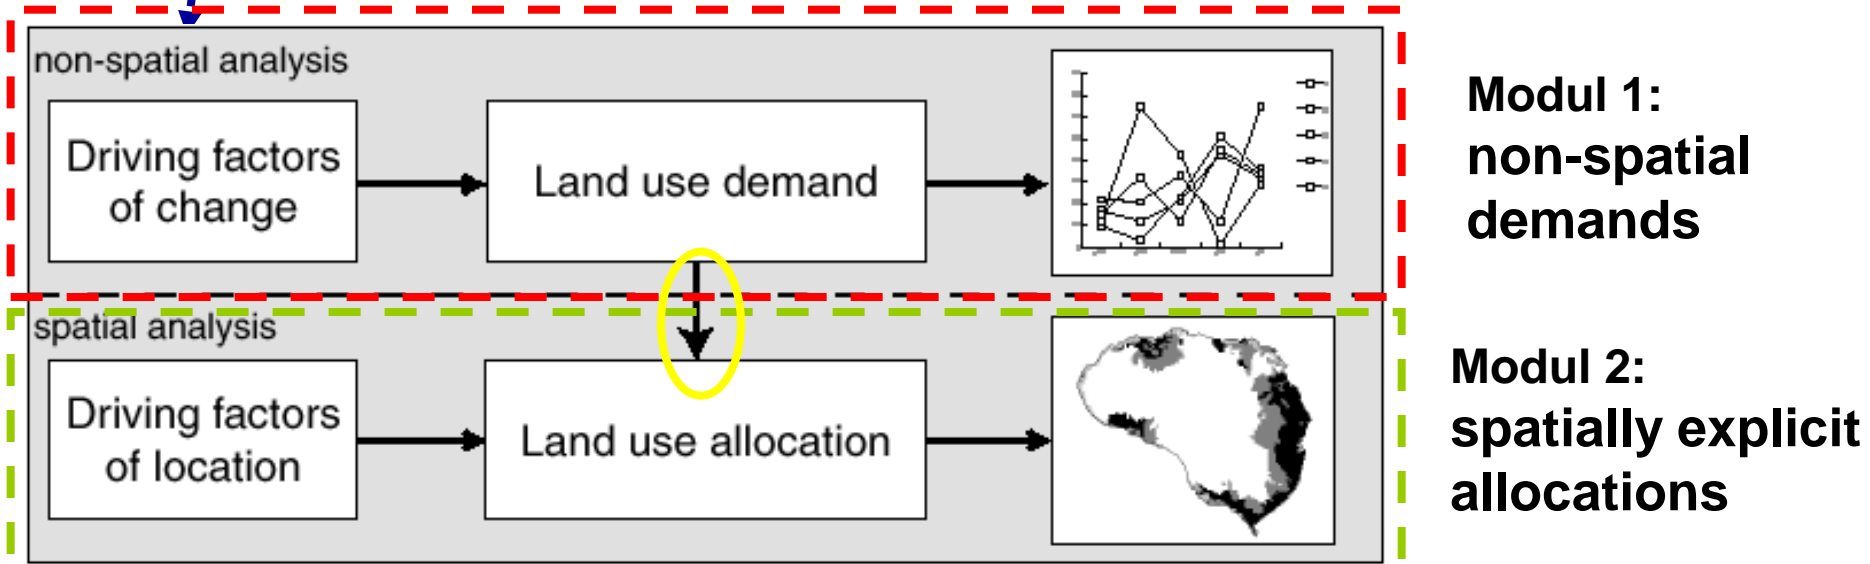 non-spatial analysis
Driving factors
of change
Land use demand
Modul 1:
non-spatial
demands
spatial analysis
Driving factors
of location
Land use allocation
Modul 2:
spatially explicit
allocations